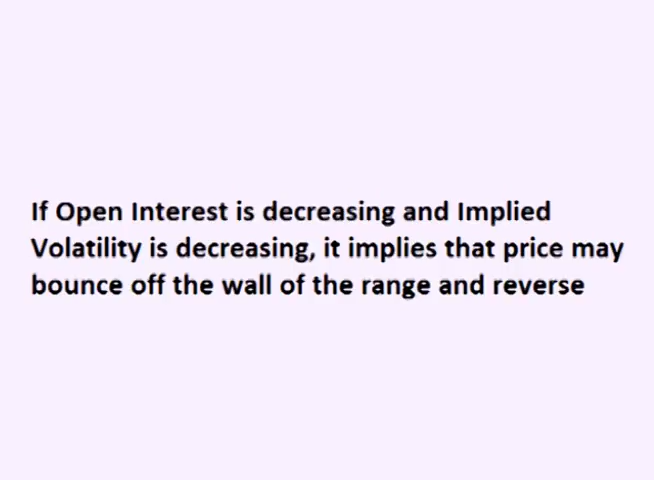 If Open Interest is decreasing and Implied
Volatility is decreasing, it implies that price may
bounce off the wall of the range and reverse